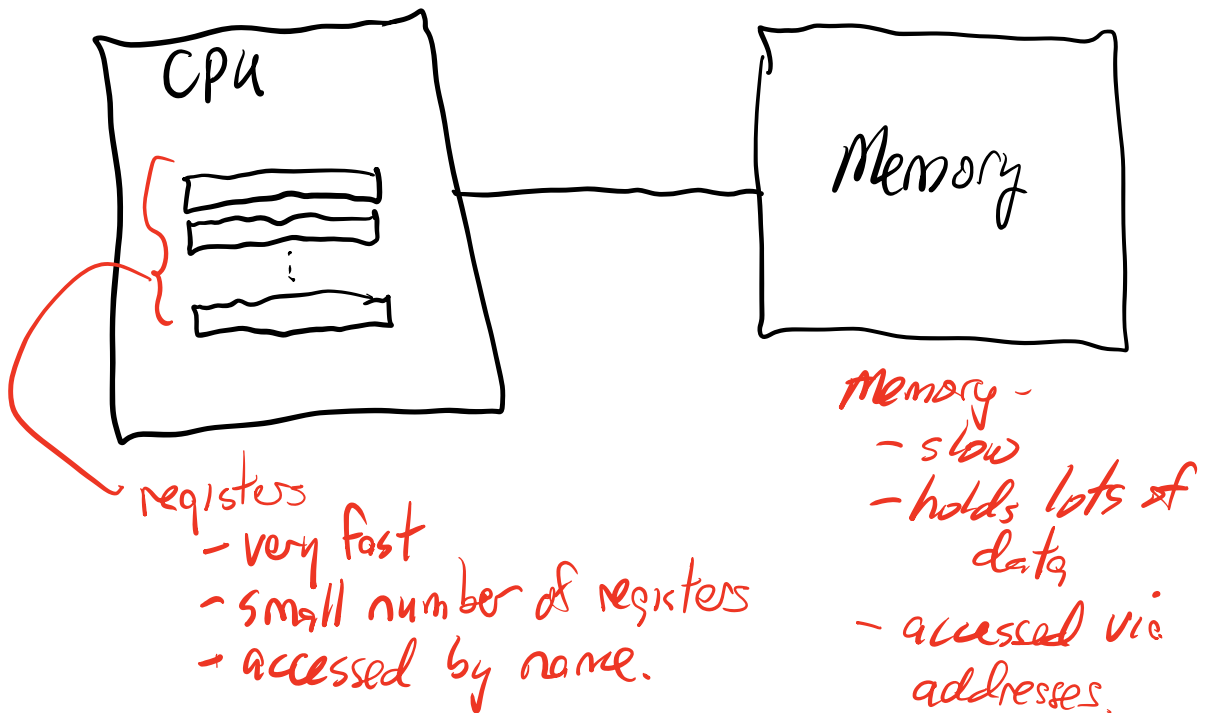 CPU
Memory
registers
- very fast
- small number of registers
- accessed by name.
Memory -
- slow
- holds lots of
data
- accessed via
addresses.